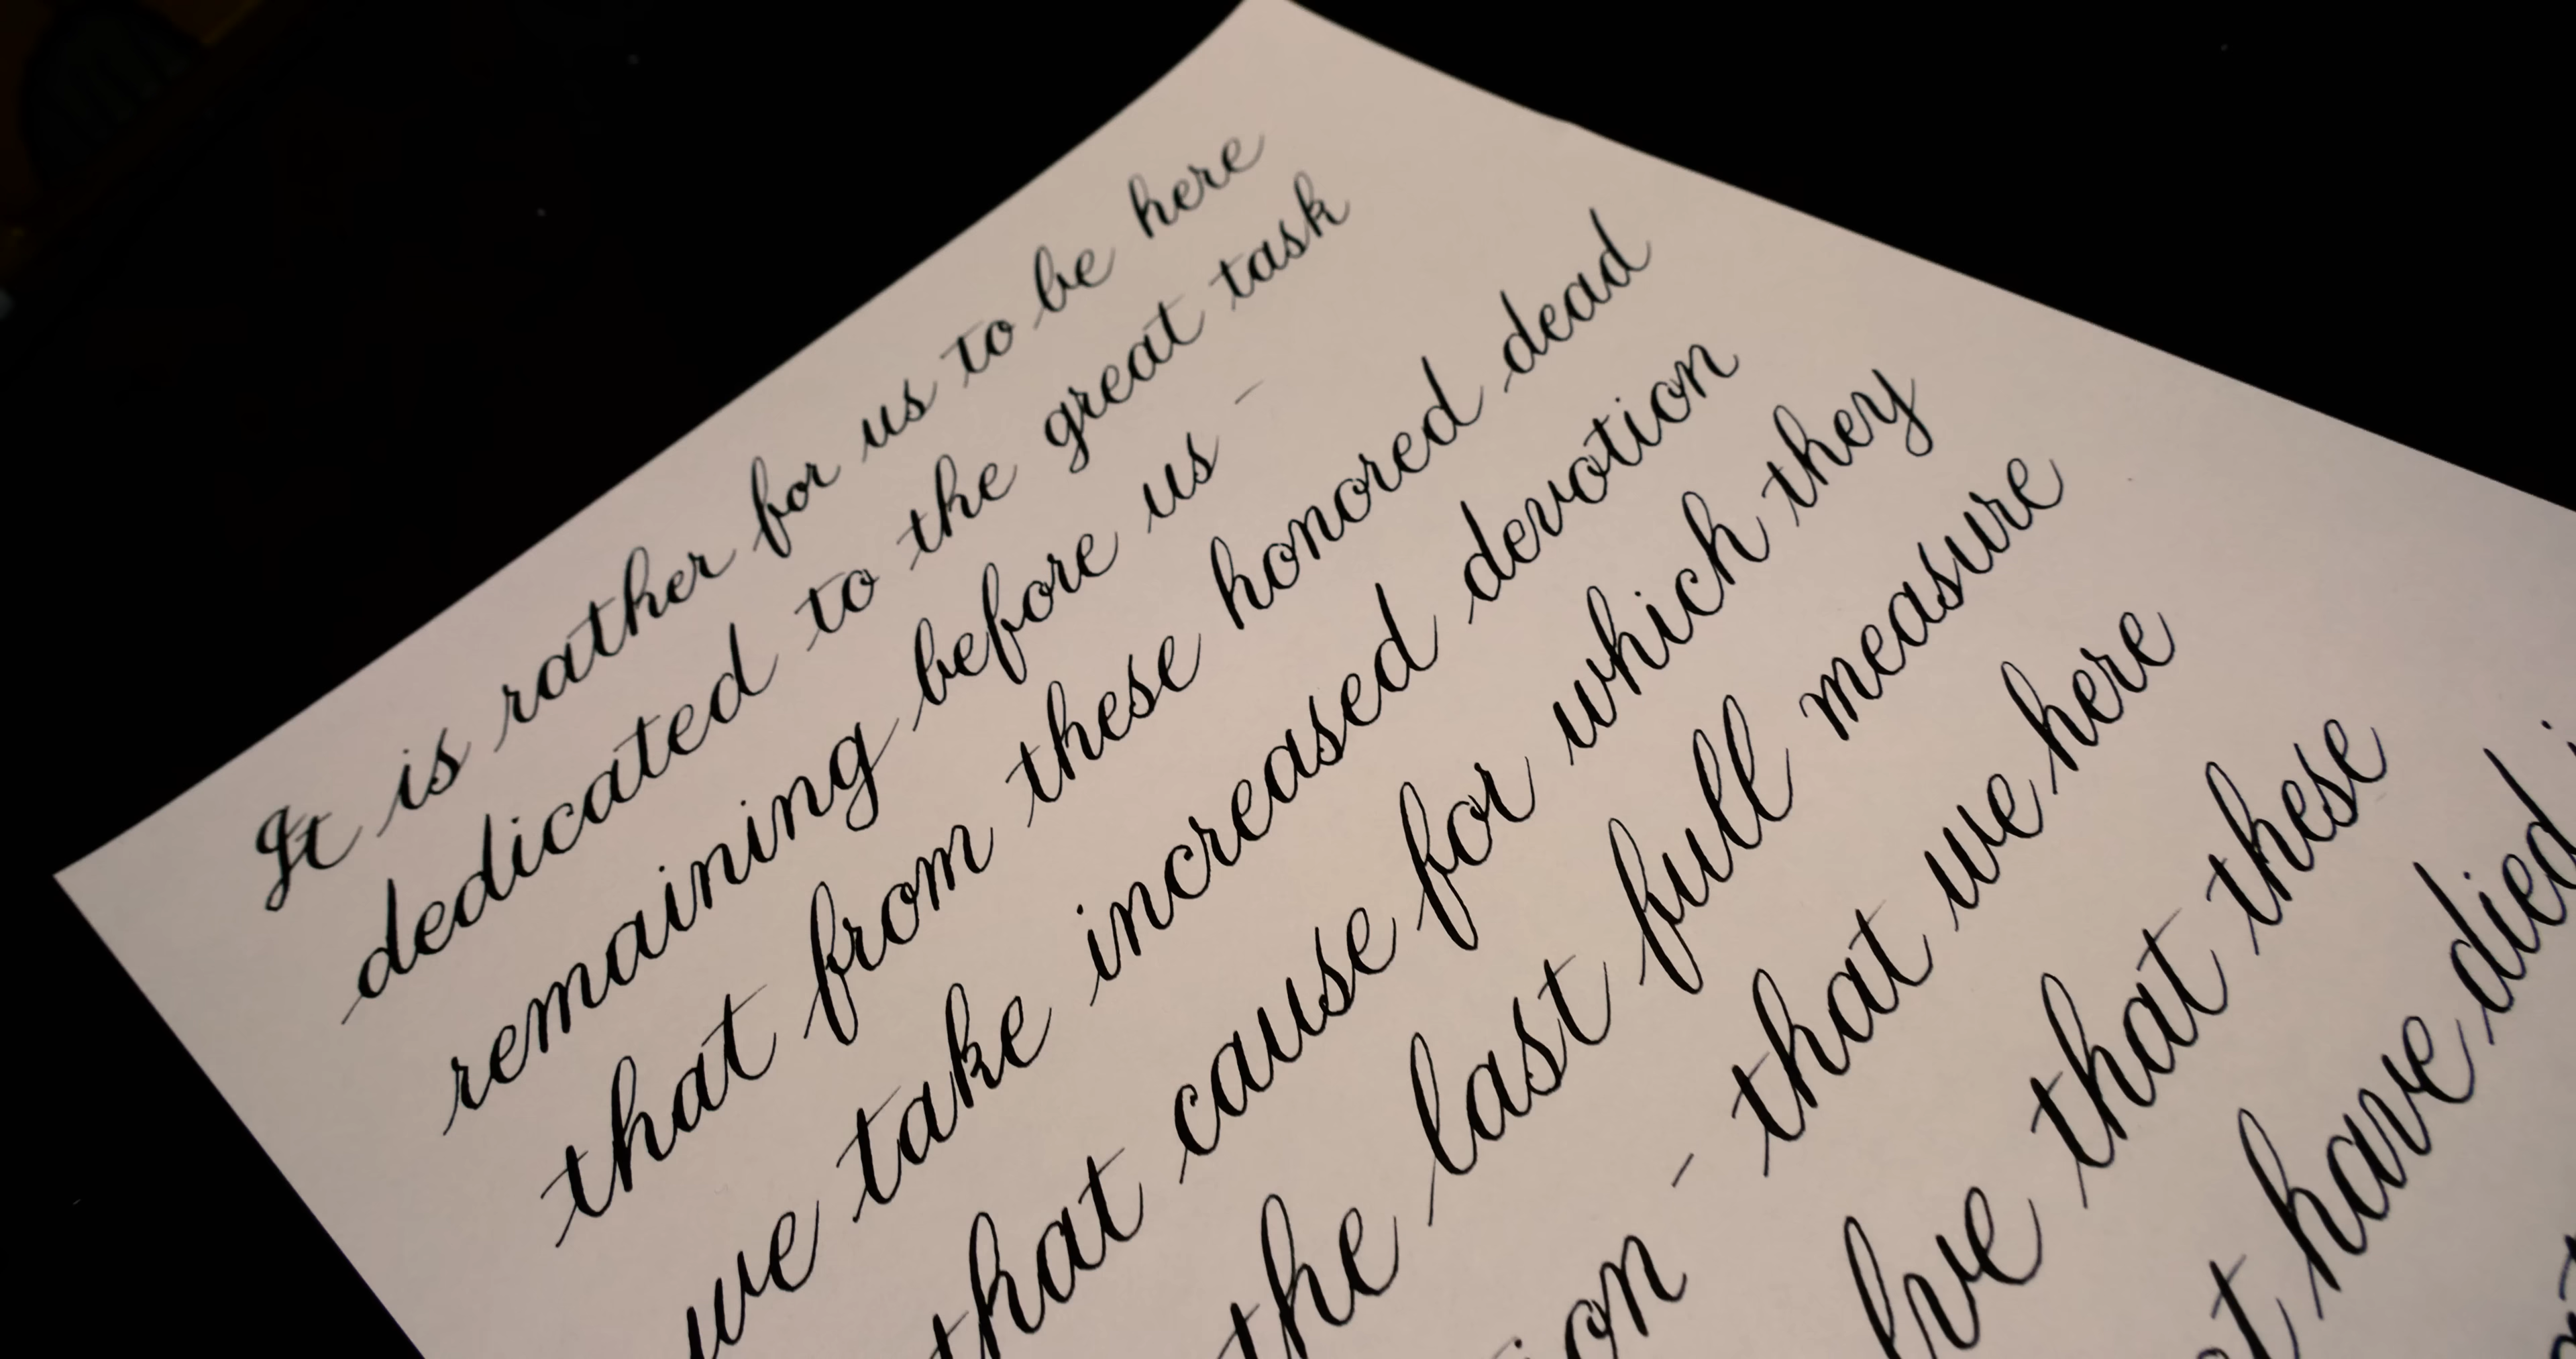 It is rather for us to be here
dedicated to the great task
remaining before us -
that from these honored dead
we take increased devotion
that cause for which they
the last full measure
- that we here
that these
have died